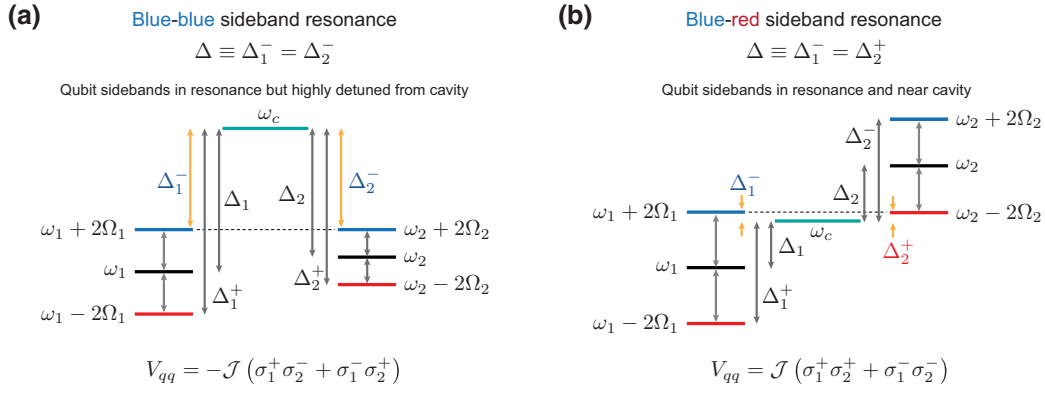 (a)
Blue-blue sideband resonance
Δ ≡ Δ₁⁻ = Δ₂⁻
Qubit sidebands in resonance but highly detuned from cavity
ω_c
Δ₁⁻
Δ₁
Δ₂
Δ₂⁻
ω₁ + 2Ω₁
ω₂ + 2Ω₂
ω₁
ω₂
Δ₁⁺
Δ₂⁺
ω₂ − 2Ω₂
ω₁ − 2Ω₁
V_qq = −𝒥 (σ₁⁺σ₂⁻ + σ₁⁻σ₂⁺)
(b)
Blue-red sideband resonance
Δ ≡ Δ₁⁻ = Δ₂⁺
Qubit sidebands in resonance and near cavity
ω₂ + 2Ω₂
Δ₂⁻
ω₂
Δ₁⁻
Δ₂
ω₁ + 2Ω₁
ω₂ − 2Ω₂
ω_c
Δ₁
Δ₂⁺
ω₁
Δ₁⁺
ω₁ − 2Ω₁
V_qq = 𝒥 (σ₁⁺σ₂⁺ + σ₁⁻σ₂⁻)